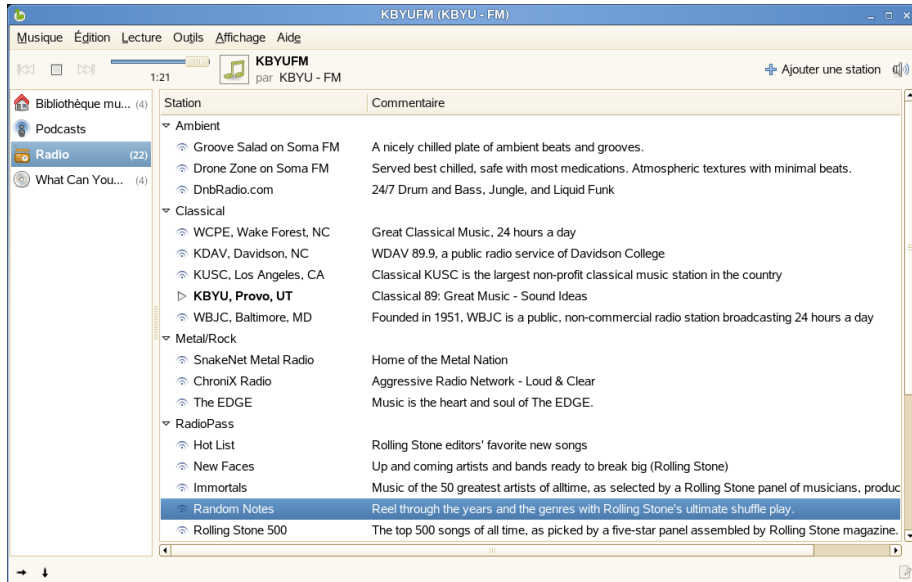 KBYUFM (KBYU - FM)
Musique Édition Lecture Outils Affichage Aide
1:21
KBYUFM
par KBYU - FM
Ajouter une station
Bibliothèque mu... (4)
Podcasts
Radio (22)
What Can You... (4)
Station Commentaire
Ambient
Groove Salad on Soma FM A nicely chilled plate of ambient beats and grooves.
Drone Zone on Soma FM Served best chilled, safe with most medications. Atmospheric textures with minimal beats.
DnbRadio.com 24/7 Drum and Bass, Jungle, and Liquid Funk
Classical
WCPE, Wake Forest, NC Great Classical Music, 24 hours a day
KDAV, Davidson, NC WDAV 89.9, a public radio service of Davidson College
KUSC, Los Angeles, CA Classical KUSC is the largest non-profit classical music station in the country
KBYU, Provo, UT Classical 89: Great Music - Sound Ideas
WBJC, Baltimore, MD Founded in 1951, WBJC is a public, non-commercial radio station broadcasting 24 hours a day
Metal/Rock
SnakeNet Metal Radio Home of the Metal Nation
ChroniX Radio Aggressive Radio Network - Loud & Clear
The EDGE Music is the heart and soul of The EDGE.
RadioPass
Hot List Rolling Stone editors' favorite new songs
New Faces Up and coming artists and bands ready to break big (Rolling Stone)
Immortals Music of the 50 greatest artists of alltime, as selected by a Rolling Stone panel of musicians, produc
Random Notes Reel through the years and the genres with Rolling Stone's ultimate shuffle play.
Rolling Stone 500 The top 500 songs of all time, as picked by a five-star panel assembled by Rolling Stone magazine.